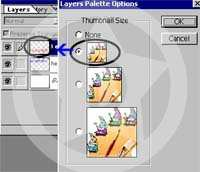 Layers Palette Options
Layers
Thumbnail Size
OK
Normal
None
Cancel